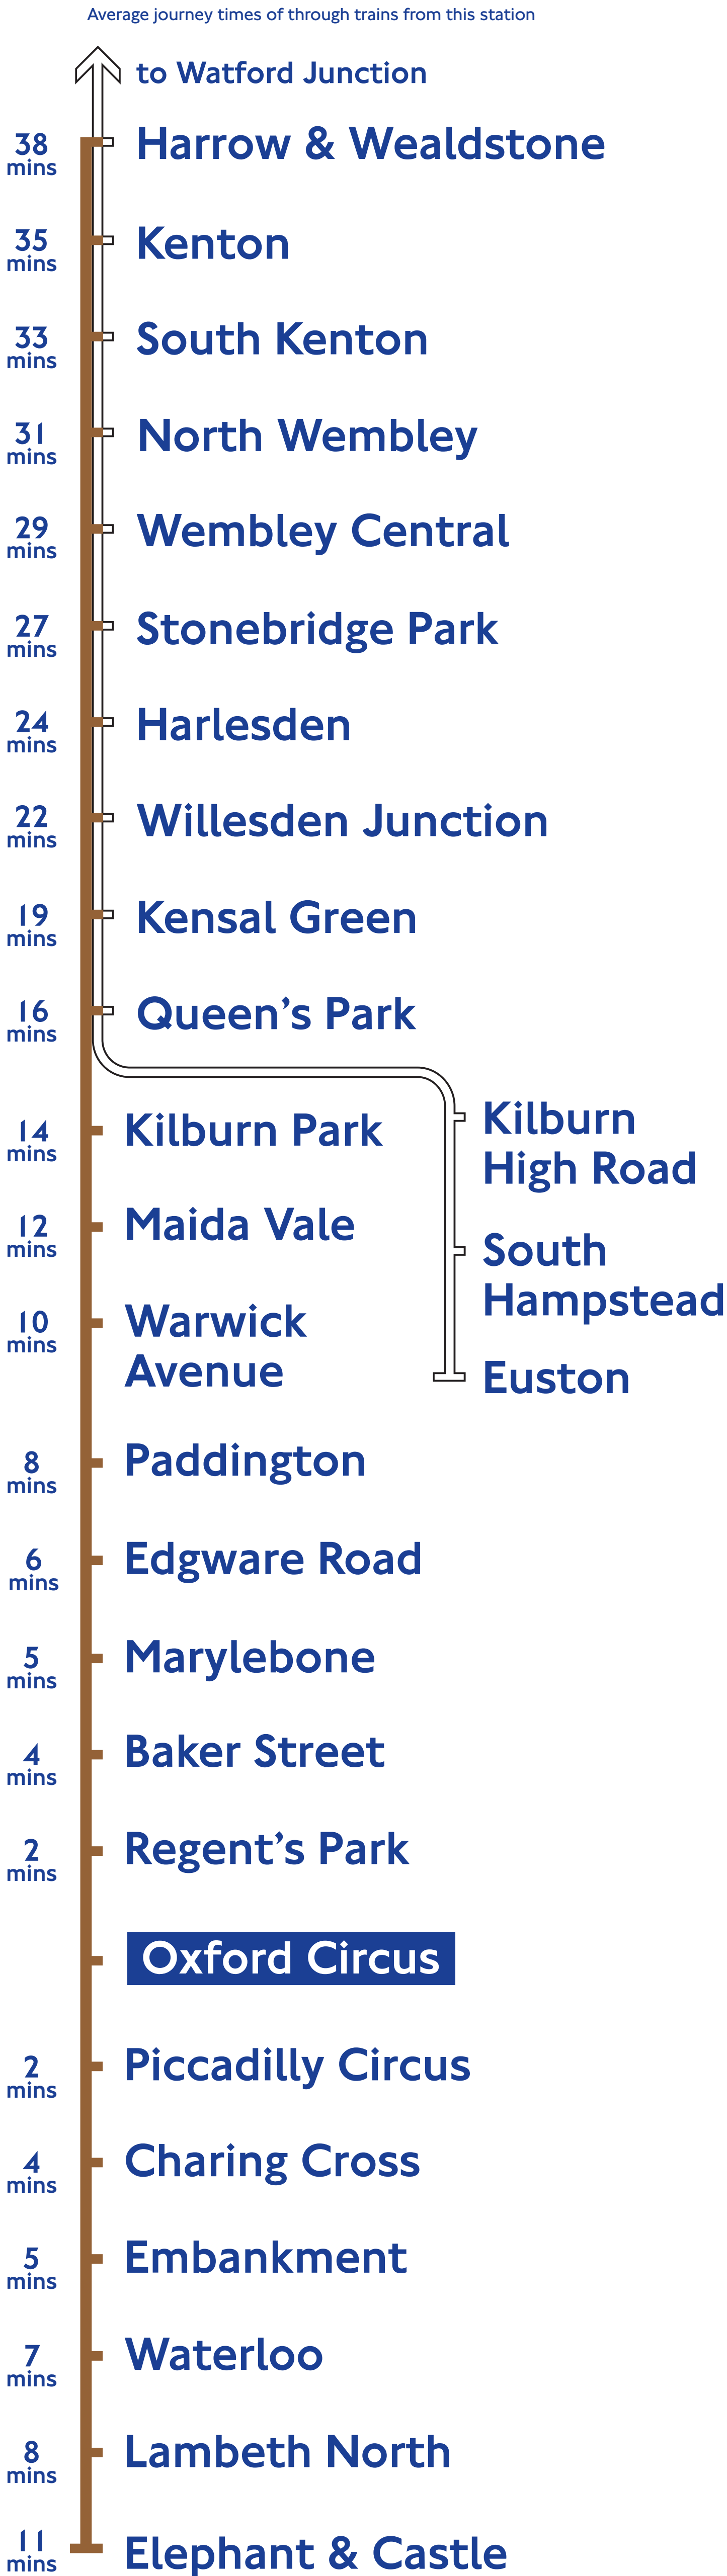 Average journey times of through trains from this station
to Watford Junction
38
mins
Harrow & Wealdstone
35
mins
Kenton
33
mins
South Kenton
31
mins
North Wembley
29
mins
Wembley Central
27
mins
Stonebridge Park
24
mins
Harlesden
22
mins
Willesden Junction
19
mins
Kensal Green
16
mins
Queen’s Park
14
mins
Kilburn Park
Kilburn
High Road
12
mins
Maida Vale
South
Hampstead
10
mins
Warwick
Avenue
Euston
8
mins
Paddington
6
mins
Edgware Road
5
mins
Marylebone
4
mins
Baker Street
2
mins
Regent’s Park
Oxford Circus
2
mins
Piccadilly Circus
4
mins
Charing Cross
5
mins
Embankment
7
mins
Waterloo
8
mins
Lambeth North
11
mins
Elephant & Castle